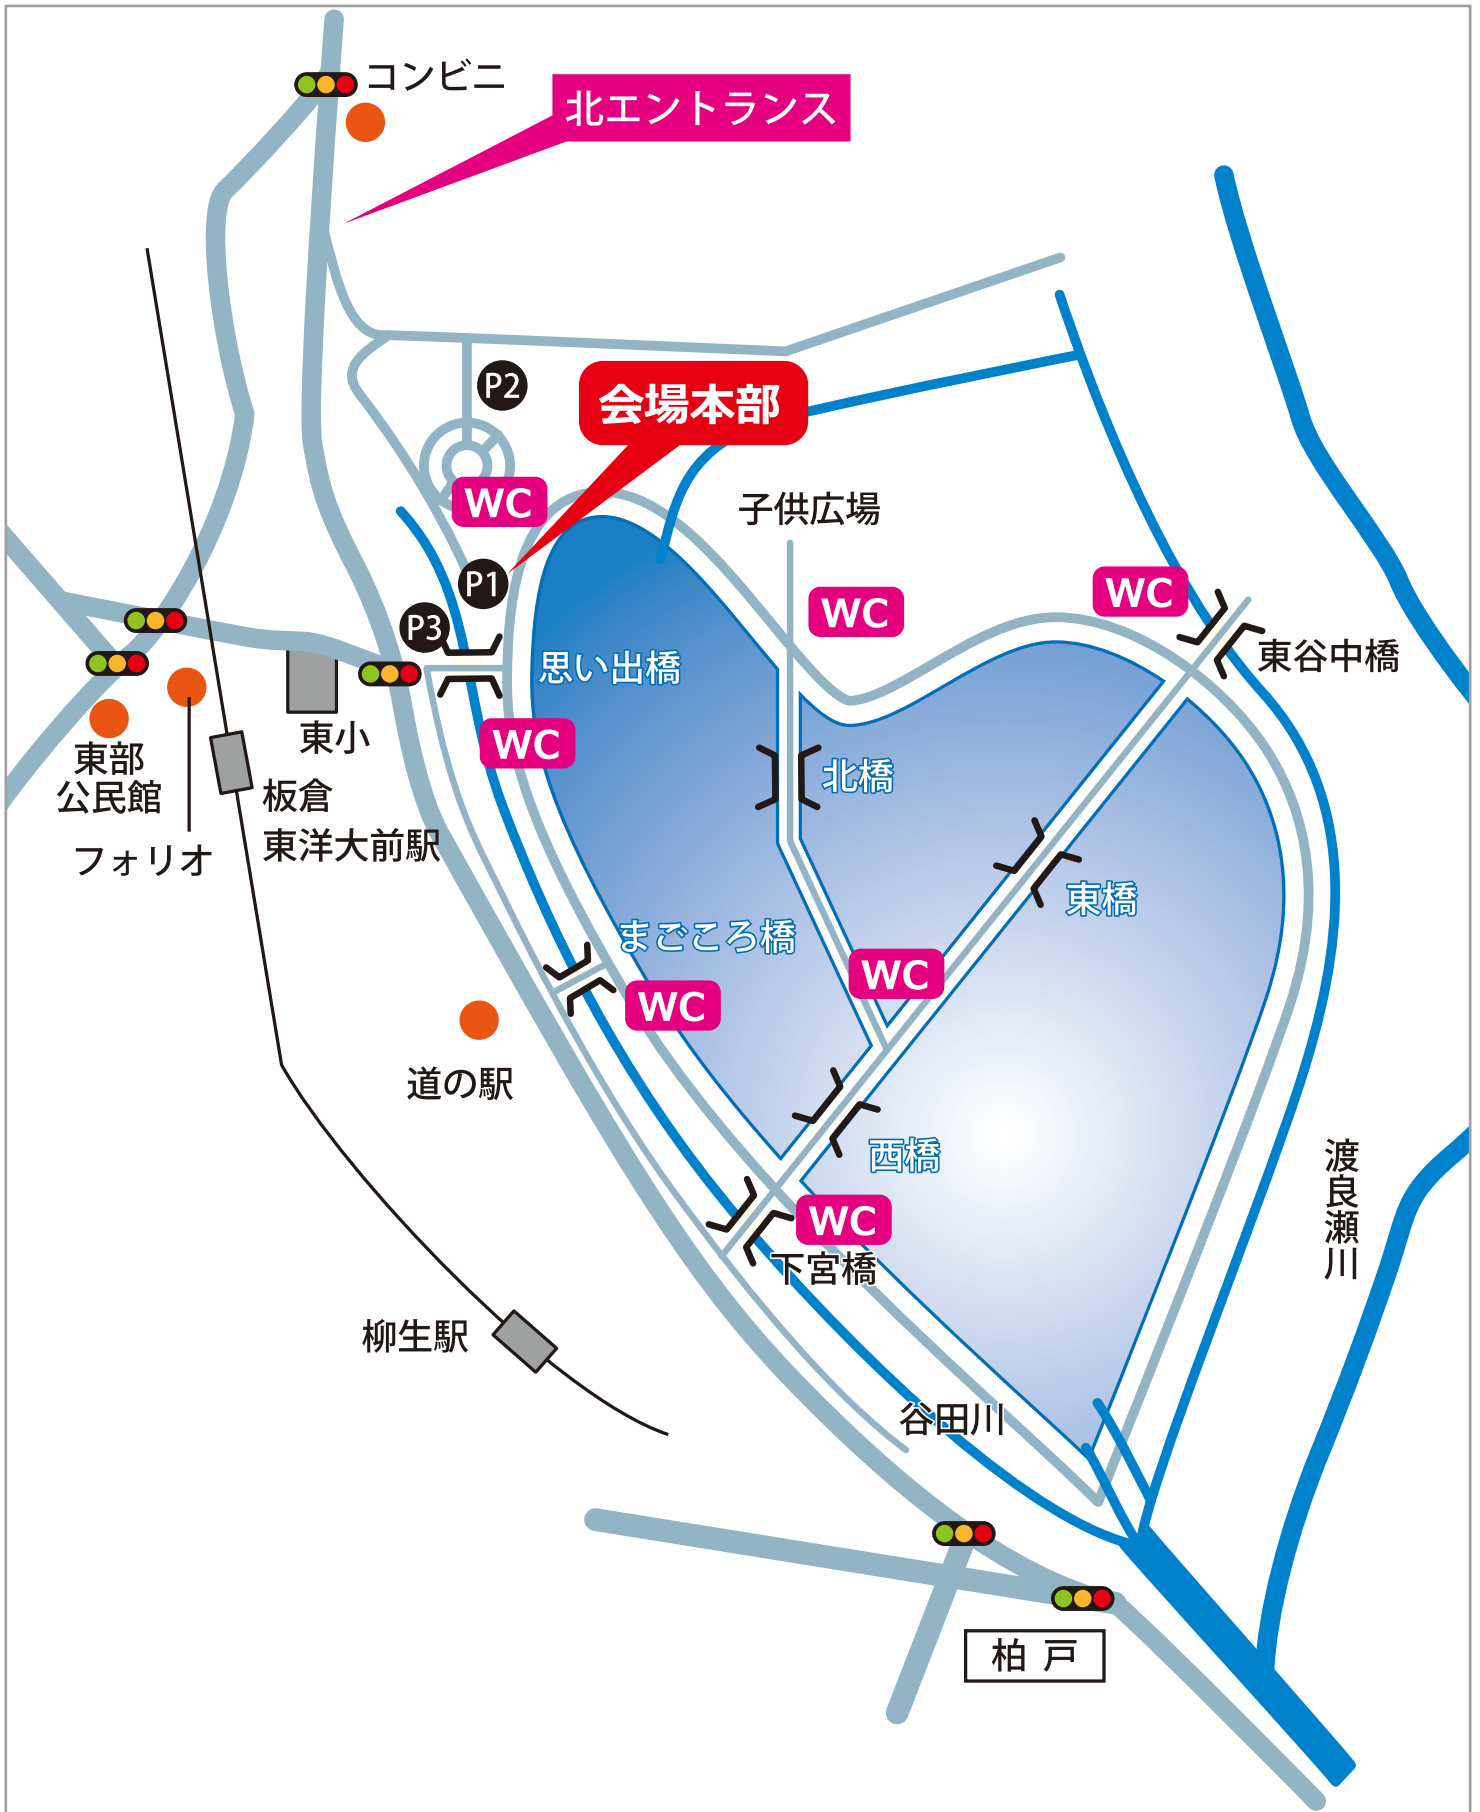 コンビニ
北エントランス
P2
会場本部
WC
子供広場
P1
WC
WC
P3
思い出橋
東谷中橋
東小
WC
東部
公民館
北橋
板倉
東洋大前駅
フォリオ
東橋
まごころ橋
WC
WC
道の駅
西橋
渡良瀬川
WC
下宮橋
柳生駅
谷田川
柏戸